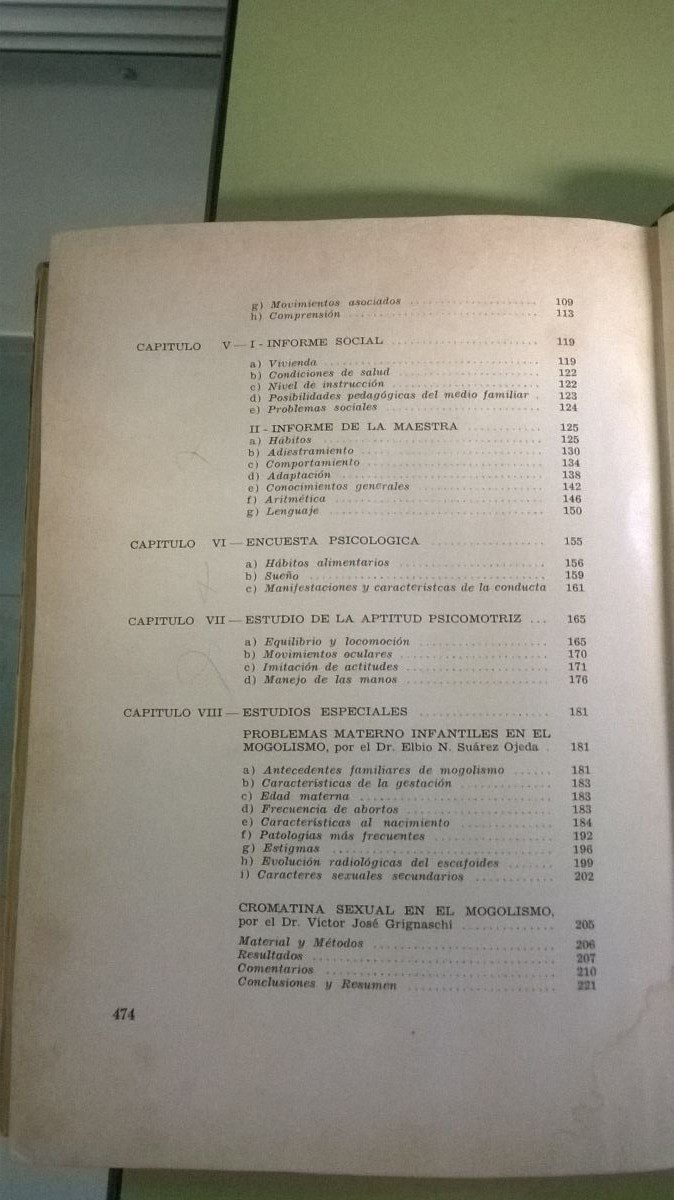 g) Movimientos asociados ........................ 109
h) Comprensión ........................ 113
CAPITULO V — I - INFORME SOCIAL ........................ 119
a) Vivienda ........................ 119
b) Condiciones de salud ........................ 122
c) Nivel de instrucción ........................ 122
d) Posibilidades pedagógicas del medio familiar . 123
e) Problemas sociales ........................ 124
II - INFORME DE LA MAESTRA ............ 125
a) Hábitos ........................ 125
b) Adiestramiento ........................ 130
c) Comportamiento ........................ 134
d) Adaptación ........................ 138
e) Conocimientos generales ........................ 142
f) Aritmética ........................ 146
g) Lenguaje ........................ 150
CAPITULO VI — ENCUESTA PSICOLOGICA ........................ 155
a) Hábitos alimentarios ........................ 156
b) Sueño ........................ 159
c) Manifestaciones y caracteristcas de la conducta 161
CAPITULO VII — ESTUDIO DE LA APTITUD PSICOMOTRIZ ... 165
a) Equilibrio y locomoción ........................ 165
b) Movimientos oculares ........................ 170
c) Imitación de actitudes ........................ 171
d) Manejo de las manos ........................ 176
CAPITULO VIII — ESTUDIOS ESPECIALES ........................ 181
PROBLEMAS MATERNO INFANTILES EN EL
MOGOLISMO, por el Dr. Elbio N. Suárez Ojeda . 181
a) Antecedentes familiares de mogolismo ...... 181
b) Características de la gestación ............ 183
c) Edad materna ........................ 183
d) Frecuencia de abortos ........................ 183
e) Características al nacimiento ............ 184
f) Patologías más frecuentes ............ 192
g) Estigmas ........................ 196
h) Evolución radiológicas del escafoides ....... 199
i) Caracteres sexuales secundarios ............ 202
CROMATINA SEXUAL EN EL MOGOLISMO,
por el Dr. Víctor José Grignaschi ............ 205
Material y Métodos ........................ 206
Resultados ........................ 207
Comentarios ........................ 210
Conclusiones y Resumen ........................ 221
474